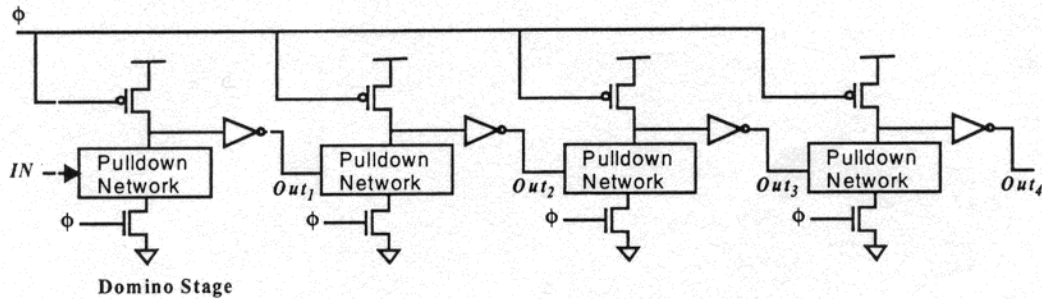 ϕ
Pulldown Network
Pulldown Network
Pulldown Network
Pulldown Network
IN
Out1
Out2
Out3
Out4
ϕ
ϕ
ϕ
ϕ
Domino Stage